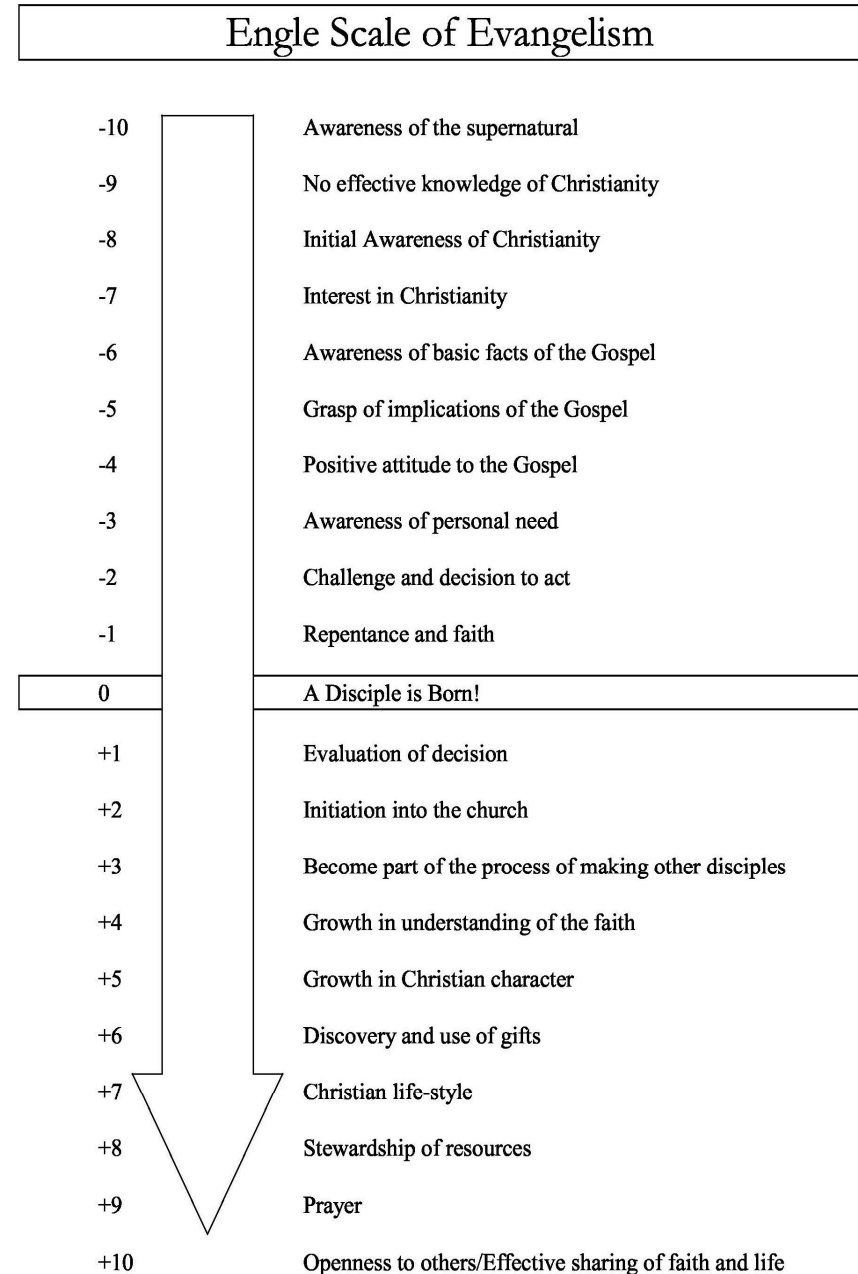 Engle Scale of Evangelism
-10 Awareness of the supernatural
-9 No effective knowledge of Christianity
-8 Initial Awareness of Christianity
-7 Interest in Christianity
-6 Awareness of basic facts of the Gospel
-5 Grasp of implications of the Gospel
-4 Positive attitude to the Gospel
-3 Awareness of personal need
-2 Challenge and decision to act
-1 Repentance and faith
0 A Disciple is Born!
+1 Evaluation of decision
+2 Initiation into the church
+3 Become part of the process of making other disciples
+4 Growth in understanding of the faith
+5 Growth in Christian character
+6 Discovery and use of gifts
+7 Christian life-style
+8 Stewardship of resources
+9 Prayer
+10 Openness to others/Effective sharing of faith and life